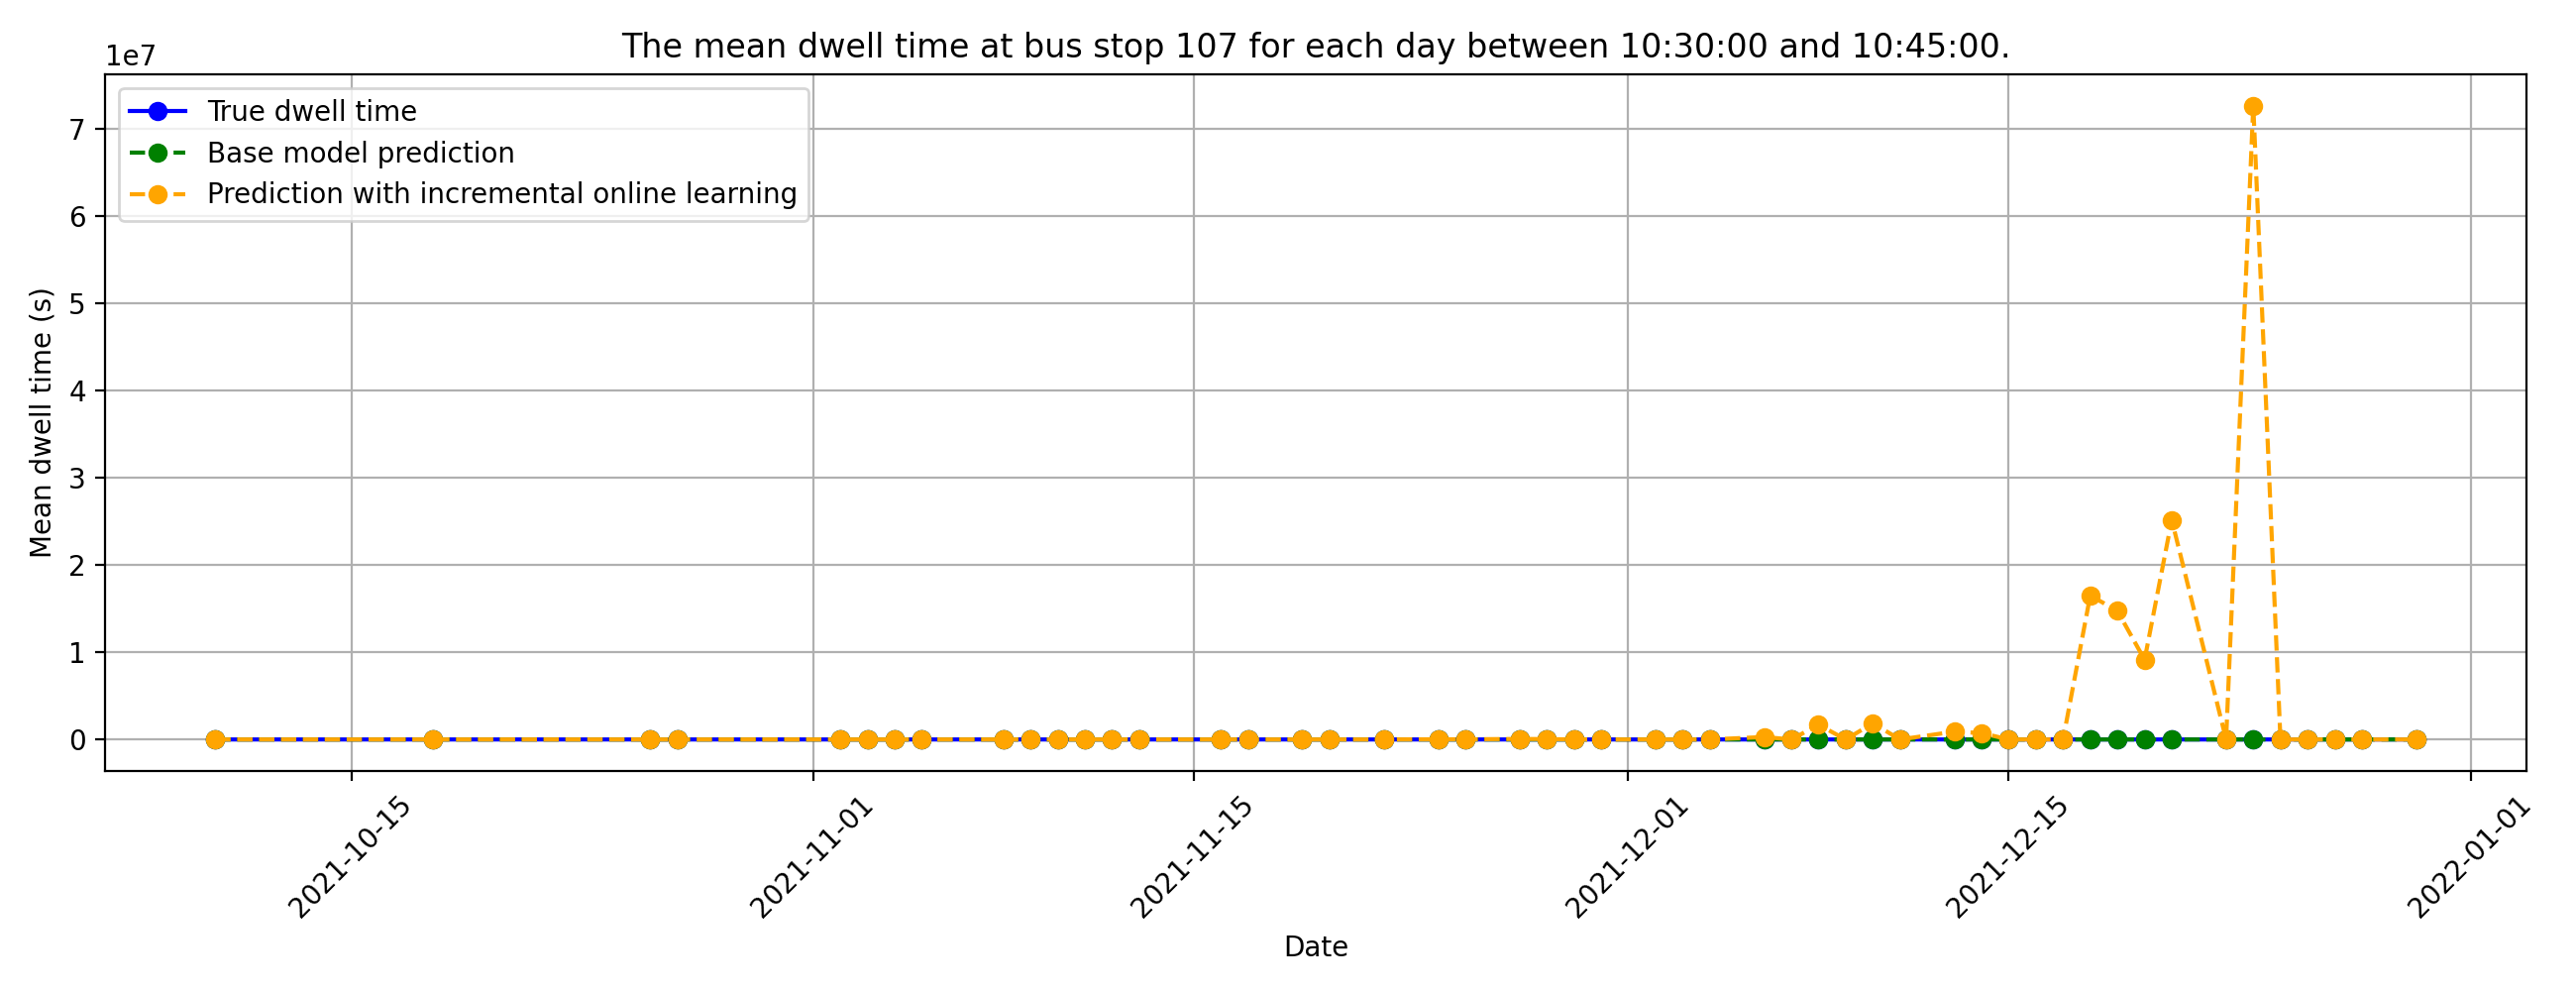 The mean dwell time at bus stop 107 for each day between 10:30:00 and 10:45:00.
1e7
True dwell time
Base model prediction
Prediction with incremental online learning
Mean dwell time (s)
7
6
5
4
3
2
1
0
2021-10-15
2021-11-01
2021-11-15
2021-12-01
2021-12-15
2022-01-01
Date